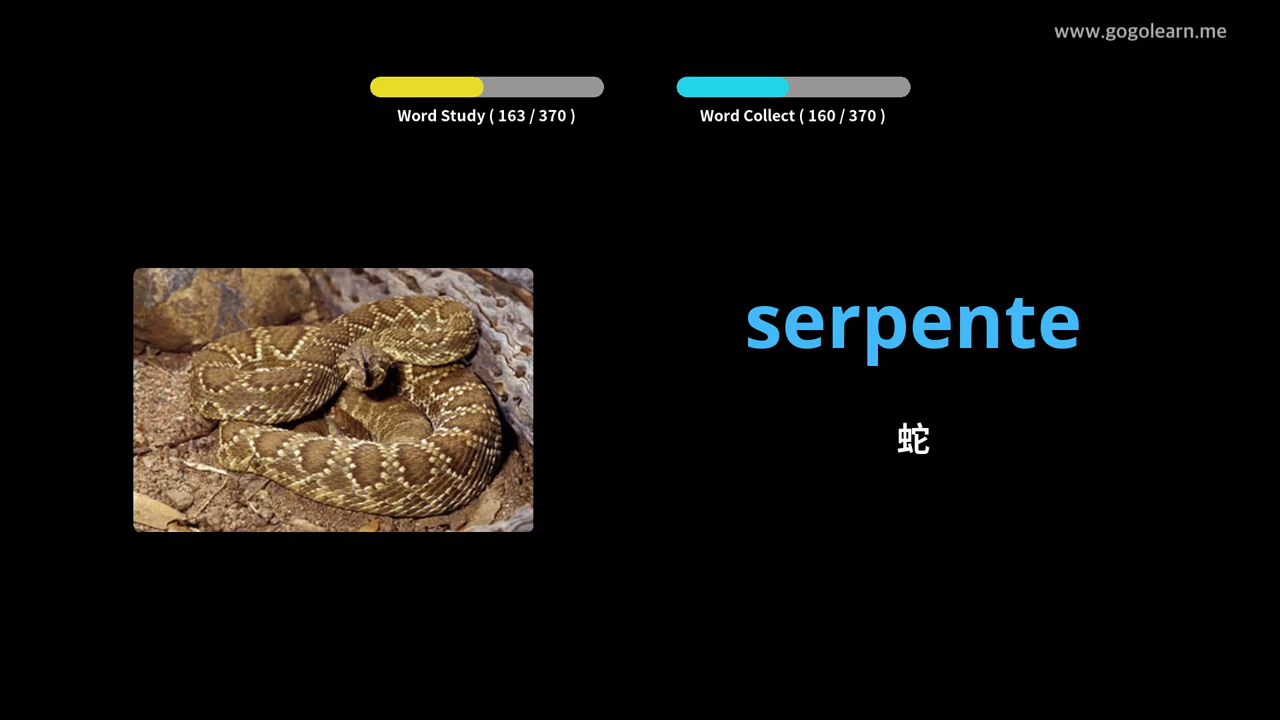 www.gogolearn.me
Word Study ( 163 / 370 )
Word Collect ( 160 / 370 )
serpente
蛇